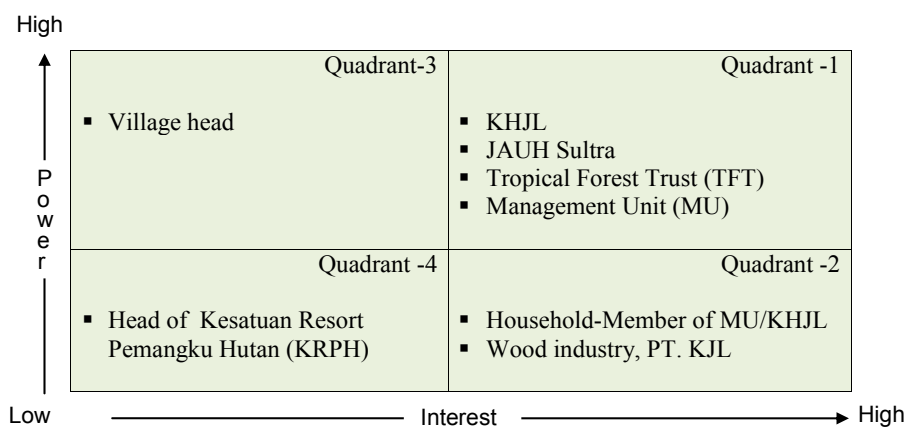 High
Quadrant-3
▪ Village head
Quadrant -1
▪ KHJL
▪ JAUH Sultra
▪ Tropical Forest Trust (TFT)
▪ Management Unit (MU)
Power
Quadrant -4
▪ Head of Kesatuan Resort
Pemangku Hutan (KRPH)
Quadrant -2
▪ Household-Member of MU/KHJL
▪ Wood industry, PT. KJL
Low
Interest
High